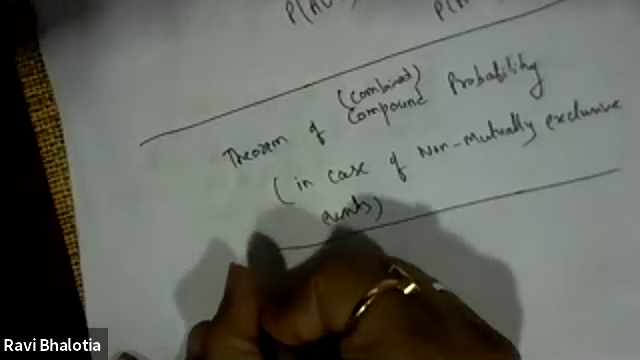 (combined)
Theorem of Compound Probability
(in case of Non-Mutually exclusive
events)
Ravi Bhalotia